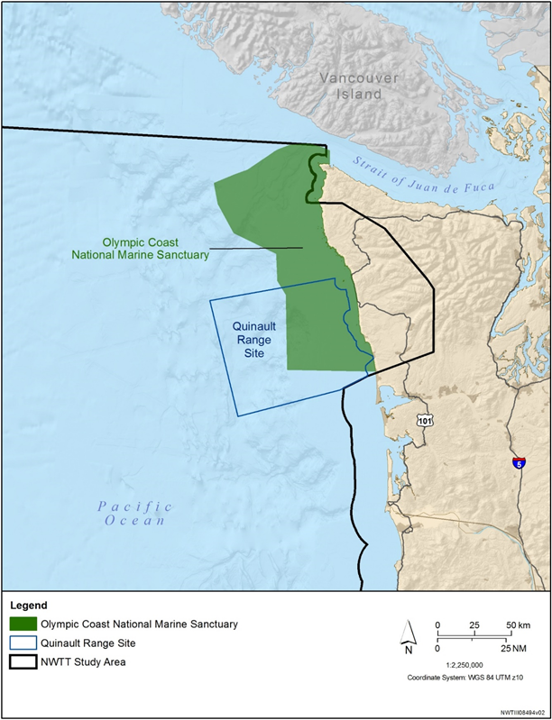 Vancouver
Island
Strait of Juan de Fuca
Olympic Coast
National Marine Sanctuary
Quinault
Range
Site
101
5
Pacific
Ocean
Legend
Olympic Coast National Marine Sanctuary
Quinault Range Site
NWTT Study Area
N
0 25 50 km
0 25 NM
1:2,250,000
Coordinate System: WGS 84 UTM z10
NWTIII08494v02